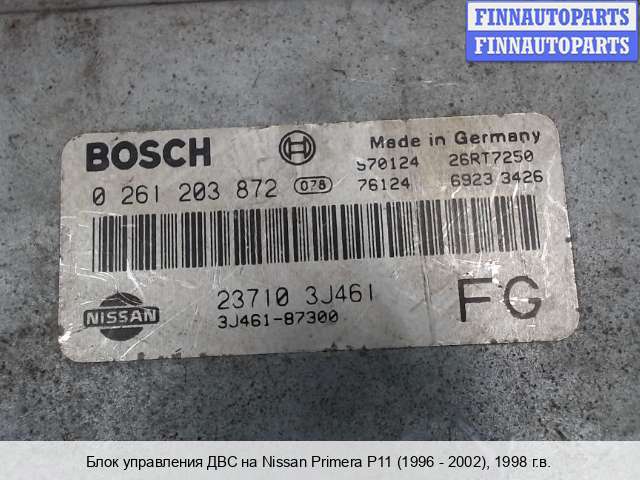 FINNAUTOPARTS
FINNAUTOPARTS
BOSCH
Made in Germany
S70124 26RT7250
0 261 203 872 078
76124 6923 3426
23710 3J461
NISSAN
3J461-87300
FG
Блок управления ДВС на Nissan Primera P11 (1996 - 2002), 1998 г.в.